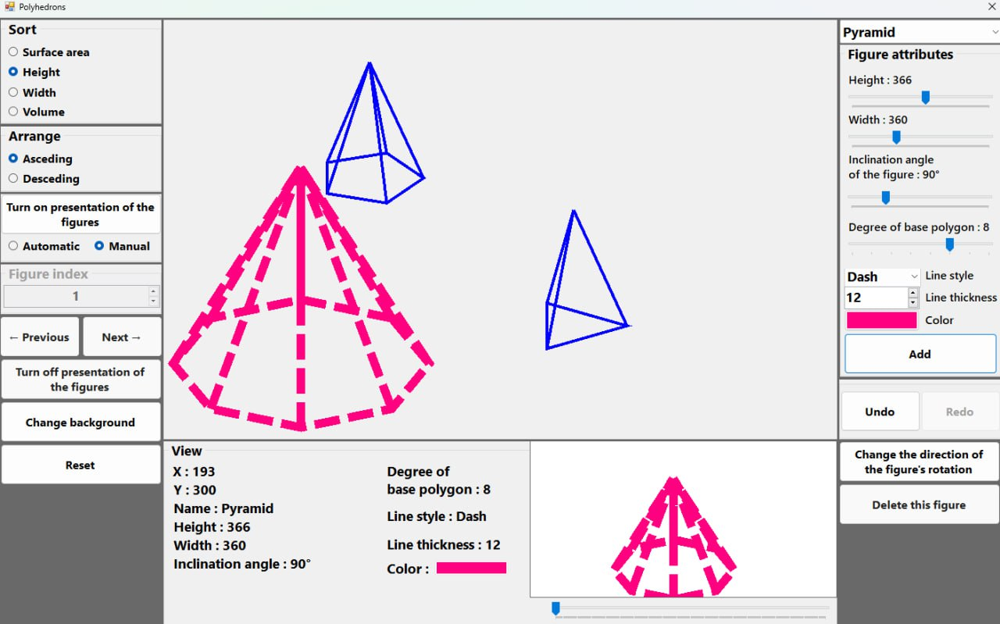 Polyhedrons
Sort
Surface area
Height
Width
Volume
Arrange
Asceding
Desceding
Turn on presentation of the
figures
Automatic
Manual
Figure index
1
← Previous
Next →
Turn off presentation of
the figures
Change background
Reset
View
X : 193
Y : 300
Name : Pyramid
Height : 366
Width : 360
Inclination angle : 90°
Degree of
base polygon : 8
Line style : Dash
Line thickness : 12
Color :
Pyramid
Figure attributes
Height : 366
Width : 360
Inclination angle
of the figure : 90°
Degree of base polygon : 8
Dash
Line style
12
Line thickness
Color
Add
Undo
Redo
Change the direction of
the figure's rotation
Delete this figure